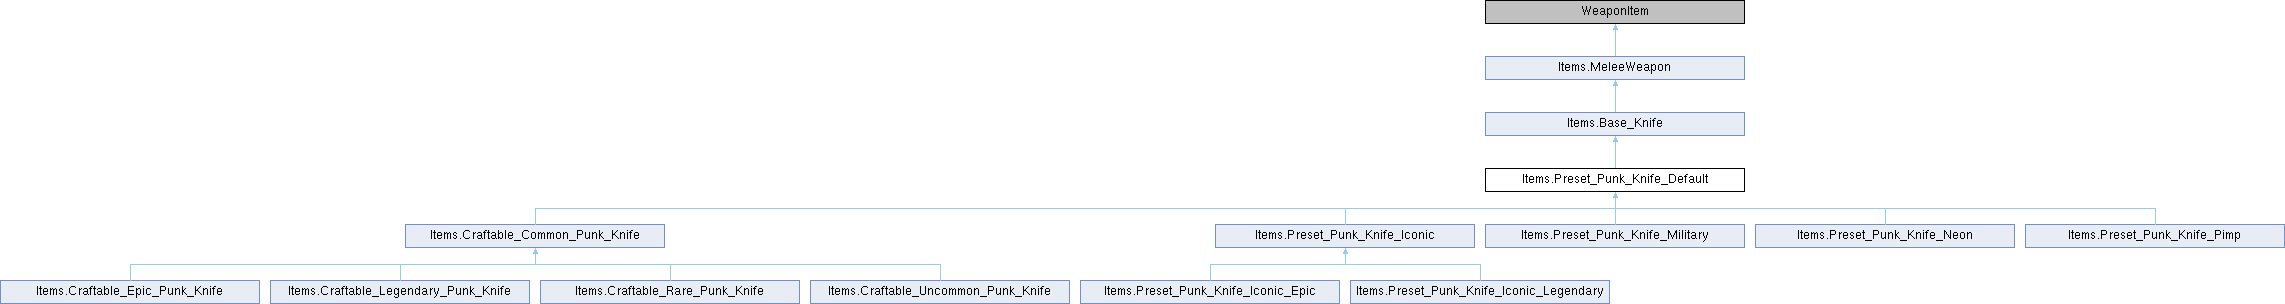 WeaponItem
Items.MeleeWeapon
Items.Base_Knife
Items.Preset_Punk_Knife_Default
Items.Craftable_Common_Punk_Knife
Items.Preset_Punk_Knife_Iconic
Items.Preset_Punk_Knife_Military
Items.Preset_Punk_Knife_Neon
Items.Preset_Punk_Knife_Pimp
Items.Craftable_Epic_Punk_Knife
Items.Craftable_Legendary_Punk_Knife
Items.Craftable_Rare_Punk_Knife
Items.Craftable_Uncommon_Punk_Knife
Items.Preset_Punk_Knife_Iconic_Epic
Items.Preset_Punk_Knife_Iconic_Legendary